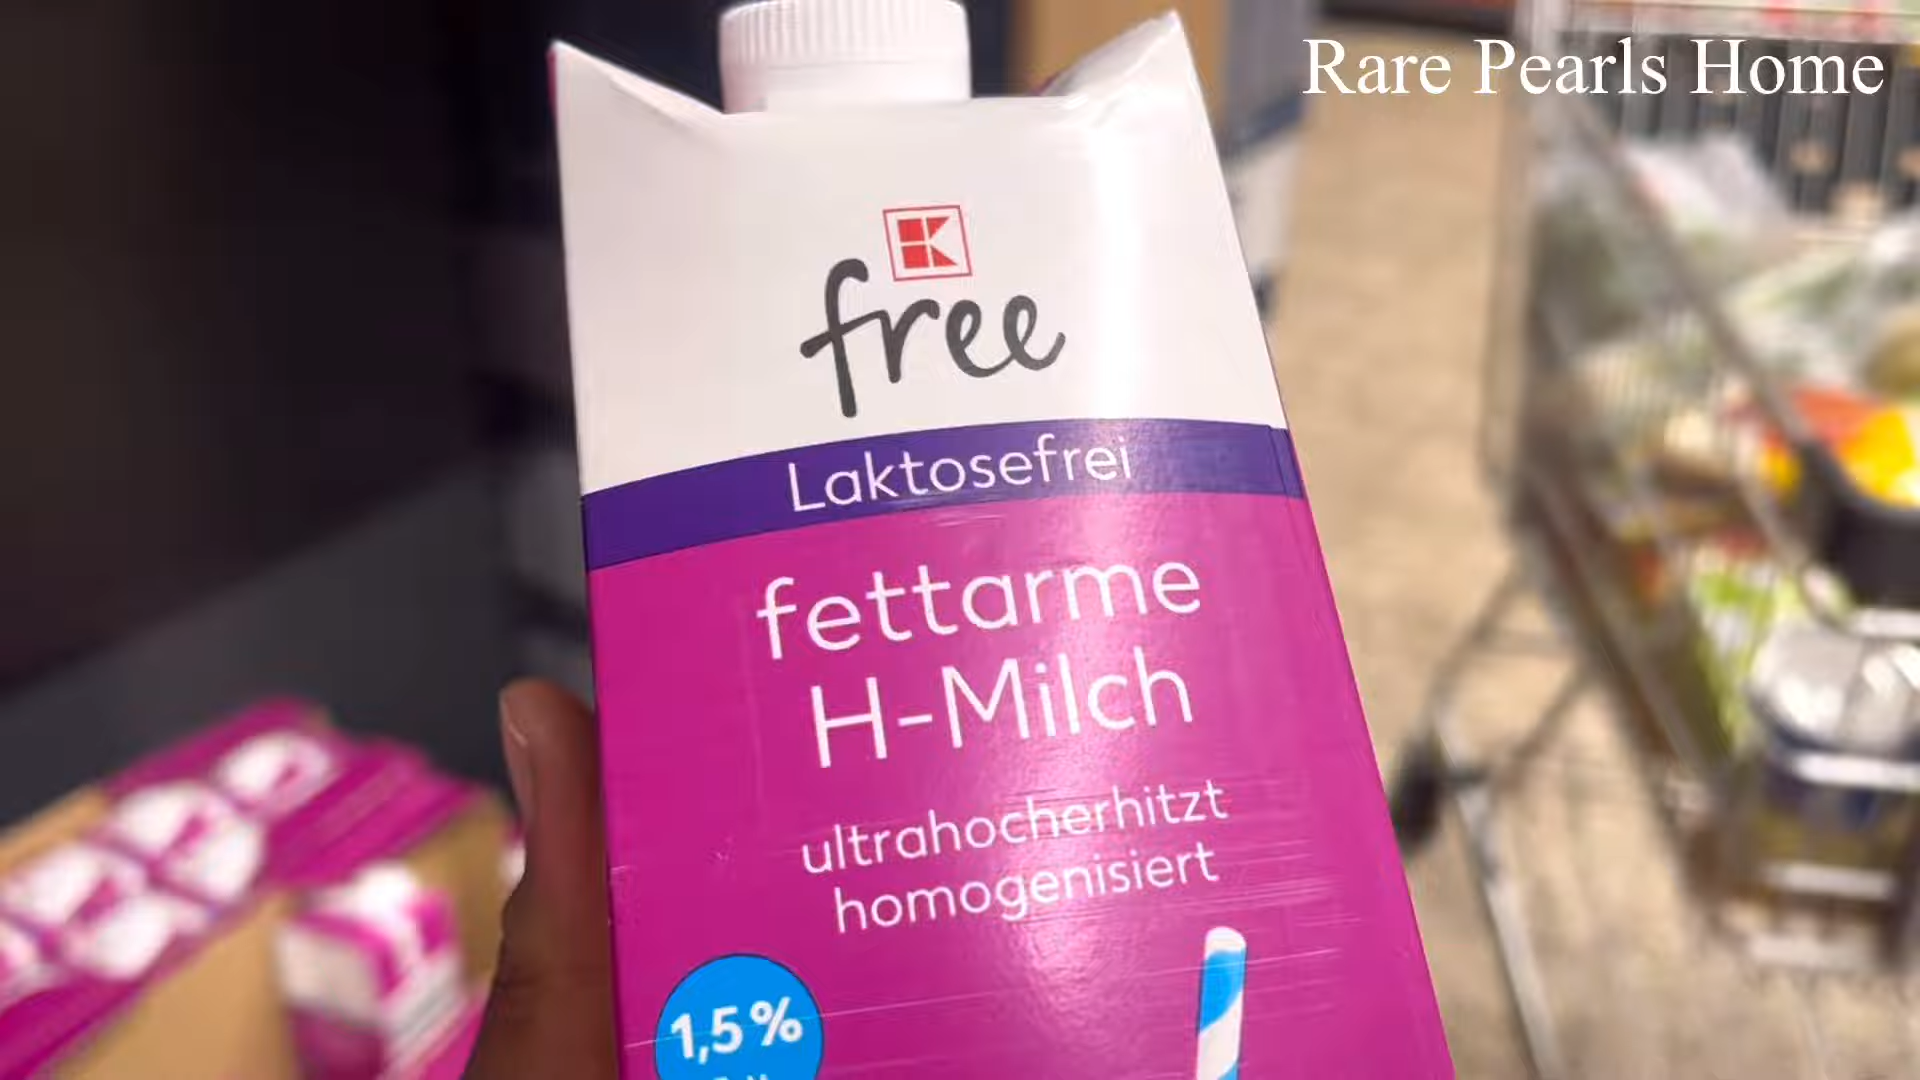 Rare Pearls Home
K
free
Laktosefrei
fettarme
H-Milch
ultrahocherhitzt
homogenisiert
1,5%